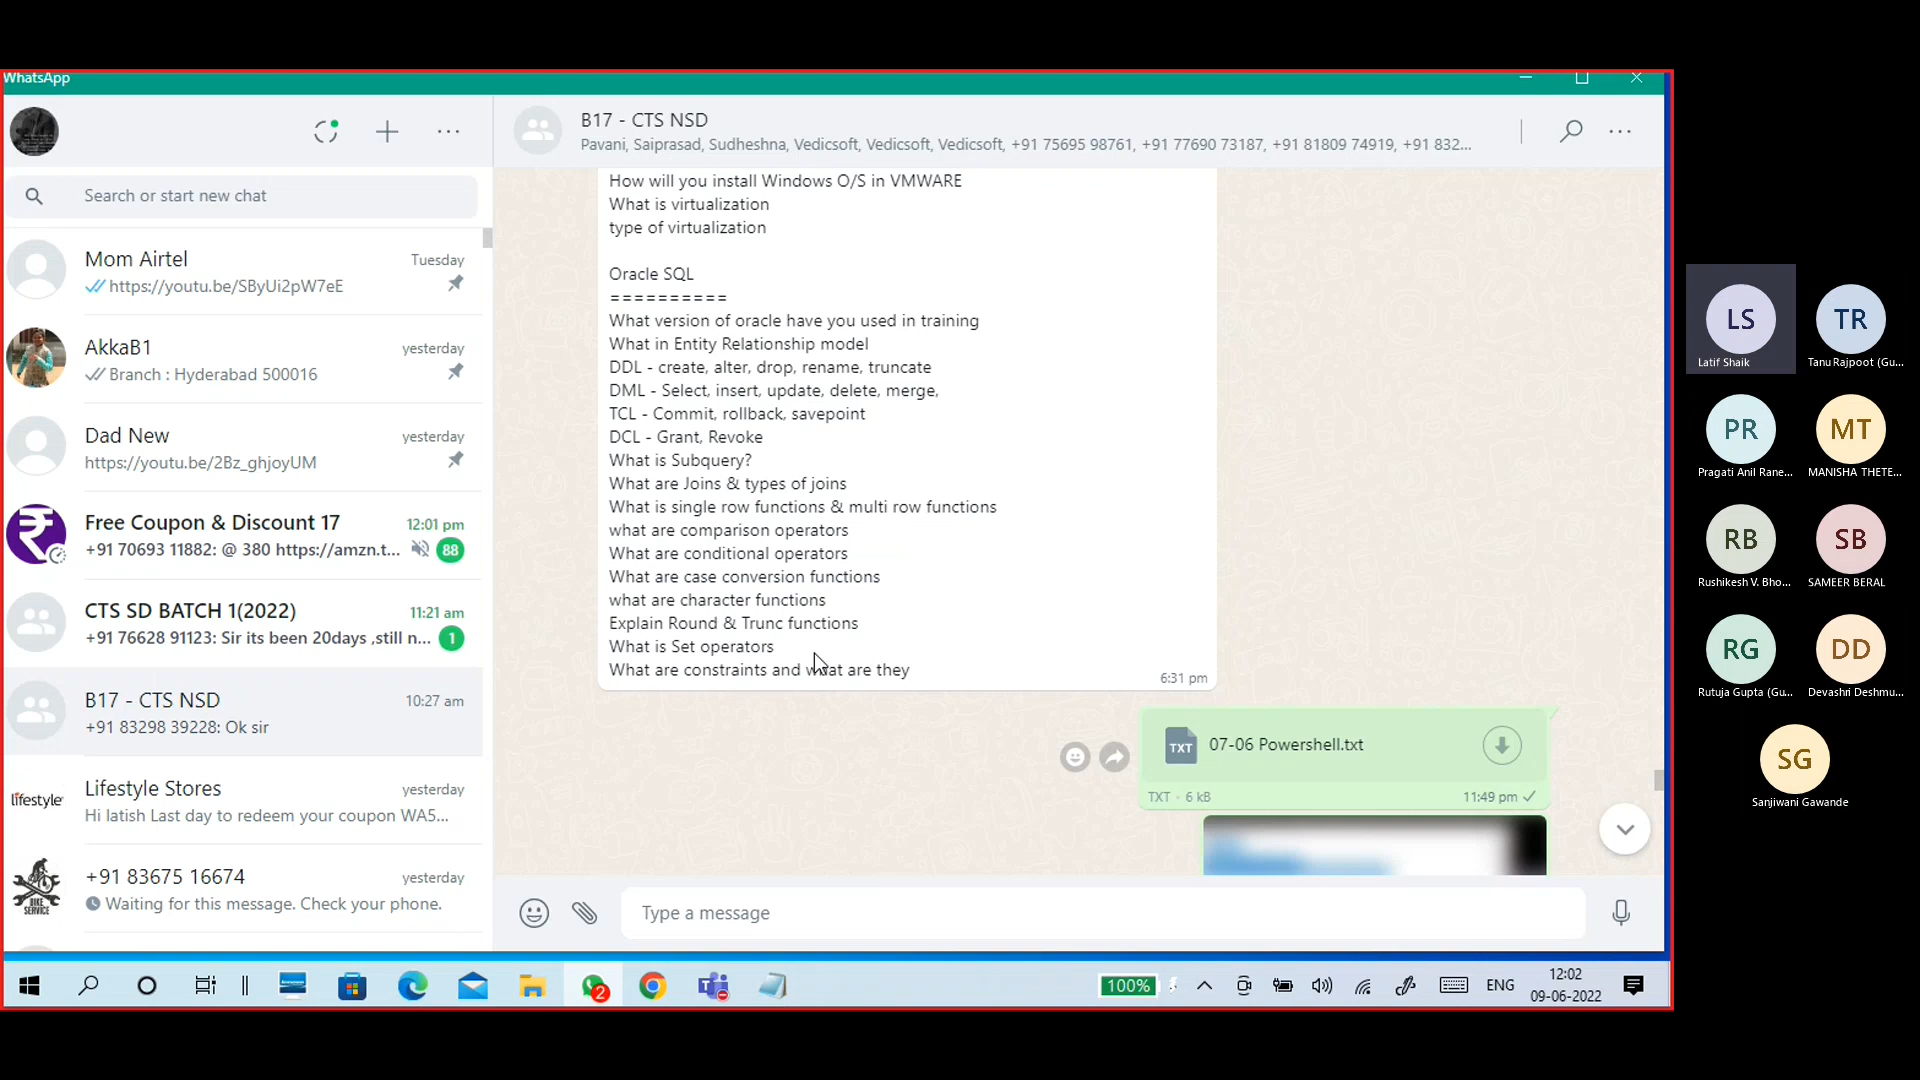 WhatsApp
Search or start new chat
Mom Airtel
Tuesday
https://youtu.be/SByUi2pW7eE
AkkaB1
yesterday
Branch : Hyderabad 500016
Dad New
yesterday
https://youtu.be/2Bz_ghjoyUM
Free Coupon & Discount 17
12:01 pm
+91 70693 11882: @ 380 https://amzn.t...
88
CTS SD BATCH 1(2022)
11:21 am
+91 76628 91123: Sir its been 20days ,still n...
1
B17 - CTS NSD
10:27 am
+91 83298 39228: Ok sir
lifestyle
Lifestyle Stores
yesterday
Hi latish Last day to redeem your coupon WA5...
BIKE
SERVICE
+91 83675 16674
yesterday
Waiting for this message. Check your phone.
B17 - CTS NSD
Pavani, Saiprasad, Sudheshna, Vedicsoft, Vedicsoft, Vedicsoft, +91 75695 98761, +91 77690 73187, +91 81809 74919, +91 832...
How will you install Windows O/S in VMWARE
What is virtualization
type of virtualization
Oracle SQL
==========
What version of oracle have you used in training
What in Entity Relationship model
DDL - create, alter, drop, rename, truncate
DML - Select, insert, update, delete, merge,
TCL - Commit, rollback, savepoint
DCL - Grant, Revoke
What is Subquery?
What are Joins & types of joins
What is single row functions & multi row functions
what are comparison operators
What are conditional operators
What are case conversion functions
what are character functions
Explain Round & Trunc functions
What is Set operators
What are constraints and what are they
6:31 pm
TXT
07-06 Powershell.txt
TXT · 6 kB
11:49 pm
Type a message
2
100%
ENG
12:02
09-06-2022
LS
Latif Shaik
TR
Tanu Rajpoot (Gu...
PR
Pragati Anil Rane...
MT
MANISHA THETE...
RB
Rushikesh V. Bho...
SB
SAMEER BERAL
RG
Rutuja Gupta (Gu...
DD
Devashri Deshmu...
SG
Sanjiwani Gawande